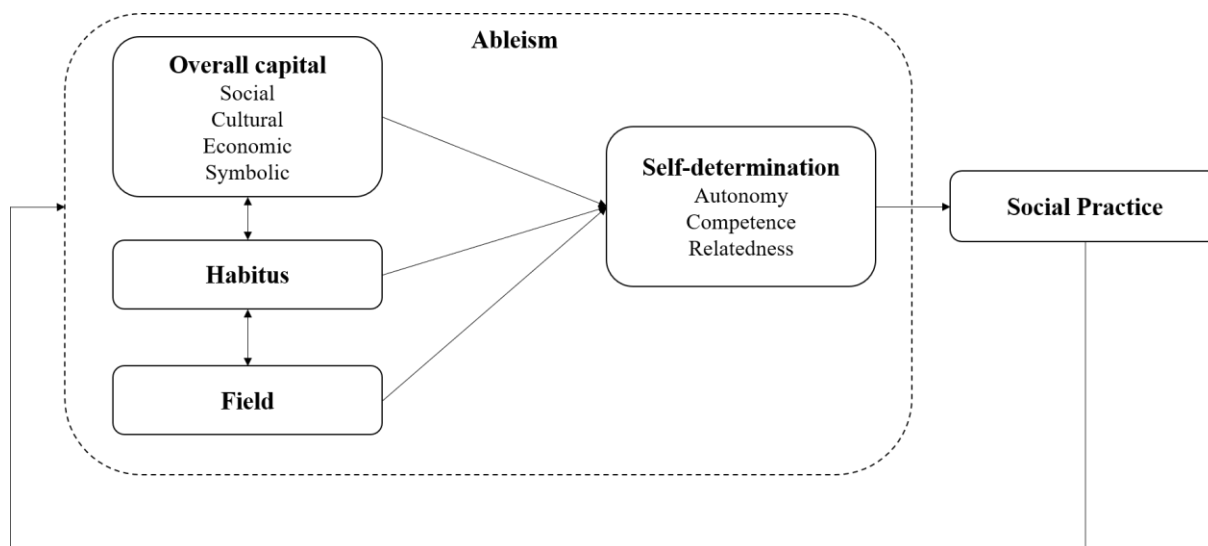 Ableism
Overall capital
Social
Cultural
Economic
Symbolic
Habitus
Field
Self-determination
Autonomy
Competence
Relatedness
Social Practice